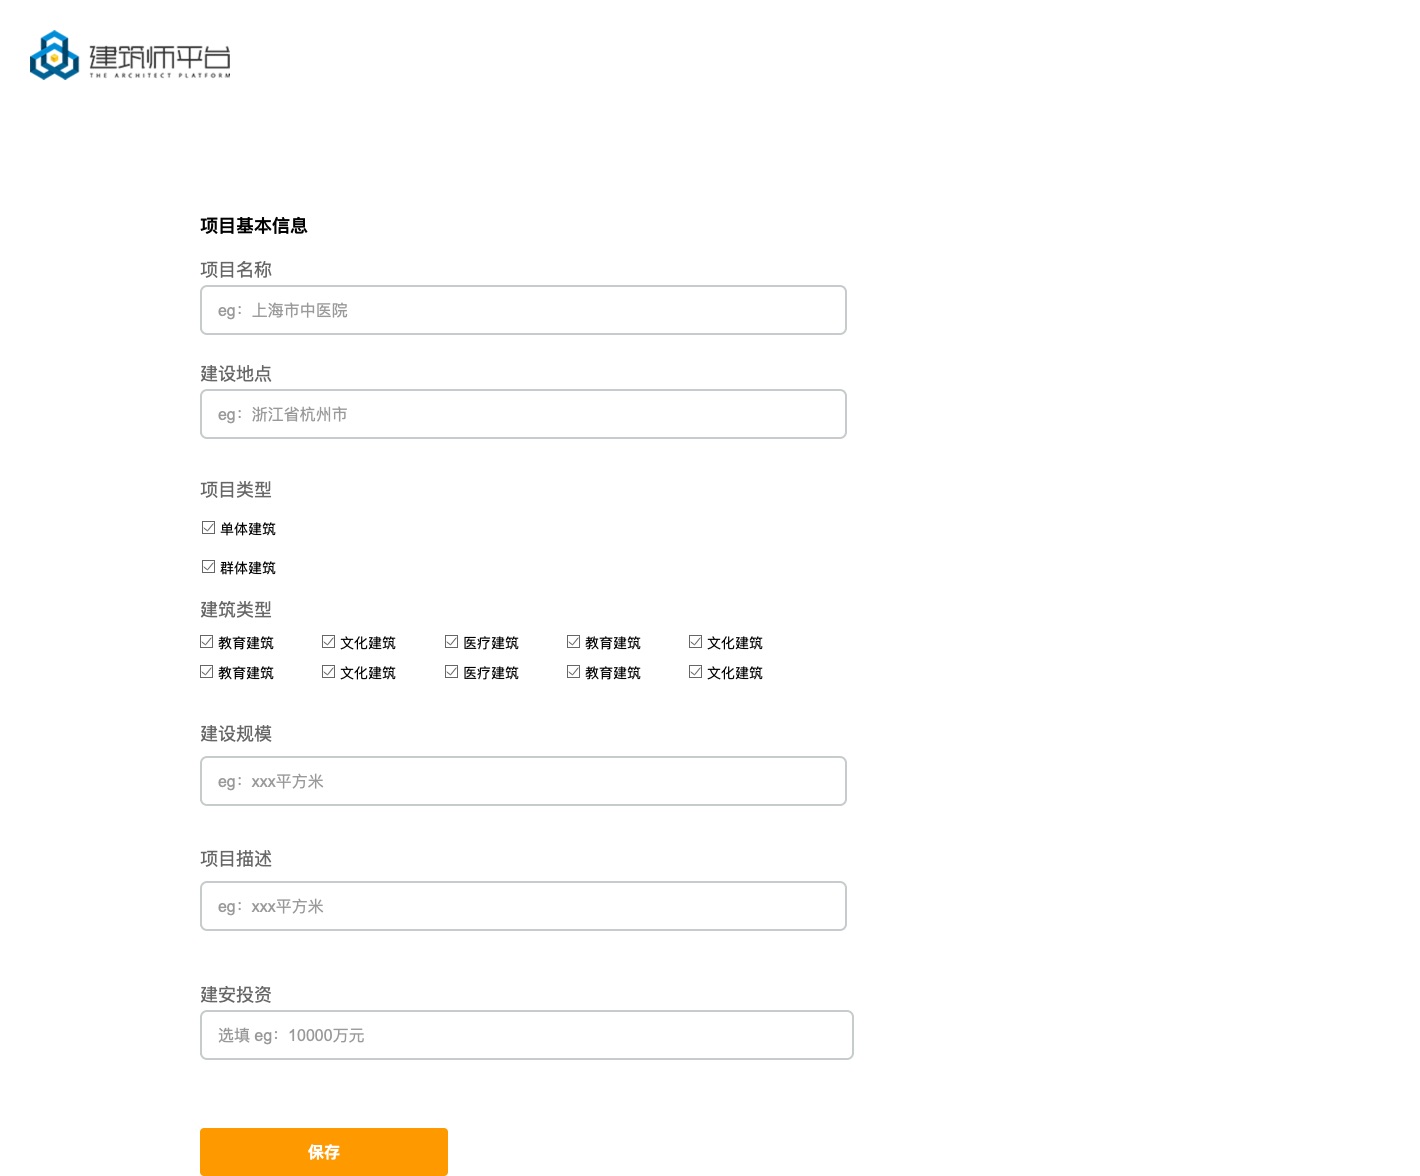 建筑师平台
THE ARCHITECT PLATFORM
项目基本信息
项目名称
eg：上海市中医院
建设地点
eg：浙江省杭州市
项目类型
单体建筑
群体建筑
建筑类型
教育建筑 文化建筑 医疗建筑 教育建筑 文化建筑
教育建筑 文化建筑 医疗建筑 教育建筑 文化建筑
建设规模
eg：xxx平方米
项目描述
eg：xxx平方米
建安投资
选填 eg：10000万元
保存